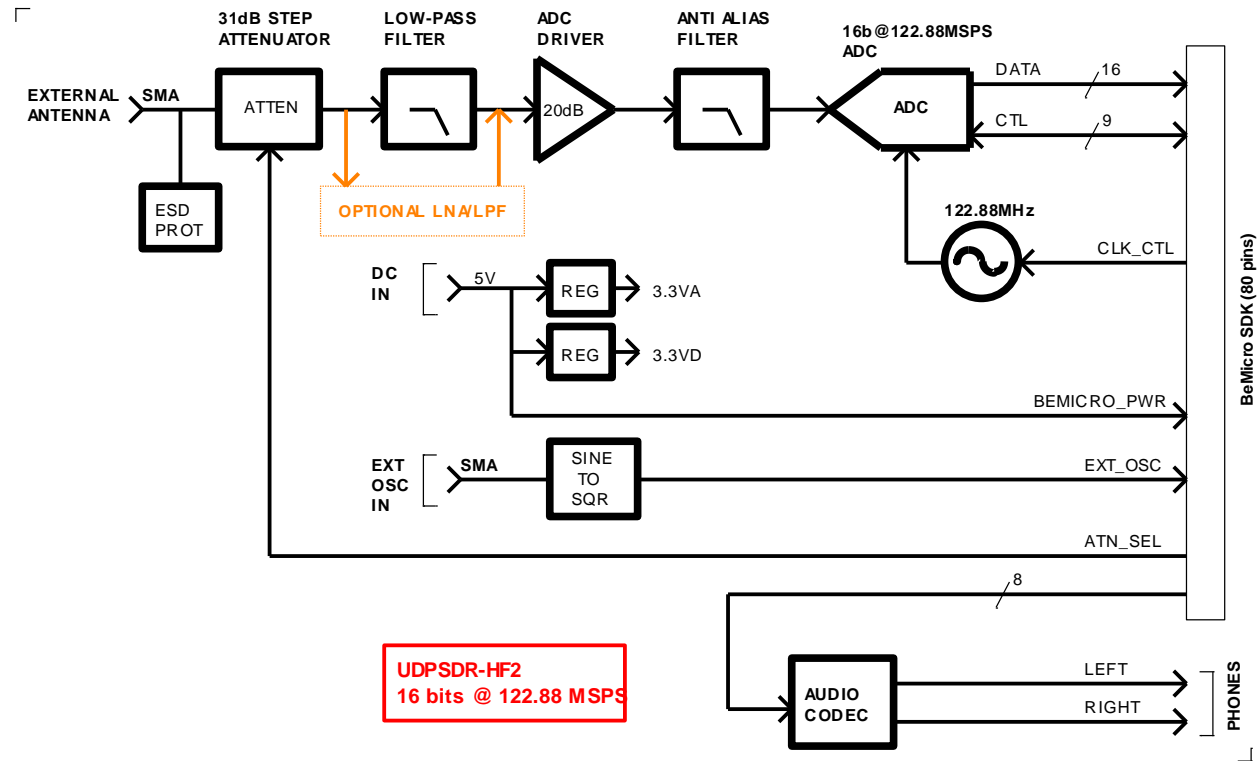 31dB STEP
ATTENUATOR
LOW-PASS
FILTER
ADC
DRIVER
ANTI ALIAS
FILTER
16b@122.88MSPS
ADC
EXTERNAL
ANTENNA
SMA
ATTEN
20dB
ADC
DATA
16
CTL
9
ESD
PROT
OPTIONAL LNA/LPF
122.88MHz
CLK_CTL
DC
IN
5V
REG
3.3VA
REG
3.3VD
BEMICRO_PWR
EXT
OSC
IN
SMA
SINE
TO
SQR
EXT_OSC
ATN_SEL
8
BeMicro SDK (80 pins)
UDPSDR-HF2
16 bits @ 122.88 MSPS
AUDIO
CODEC
LEFT
RIGHT
PHONES